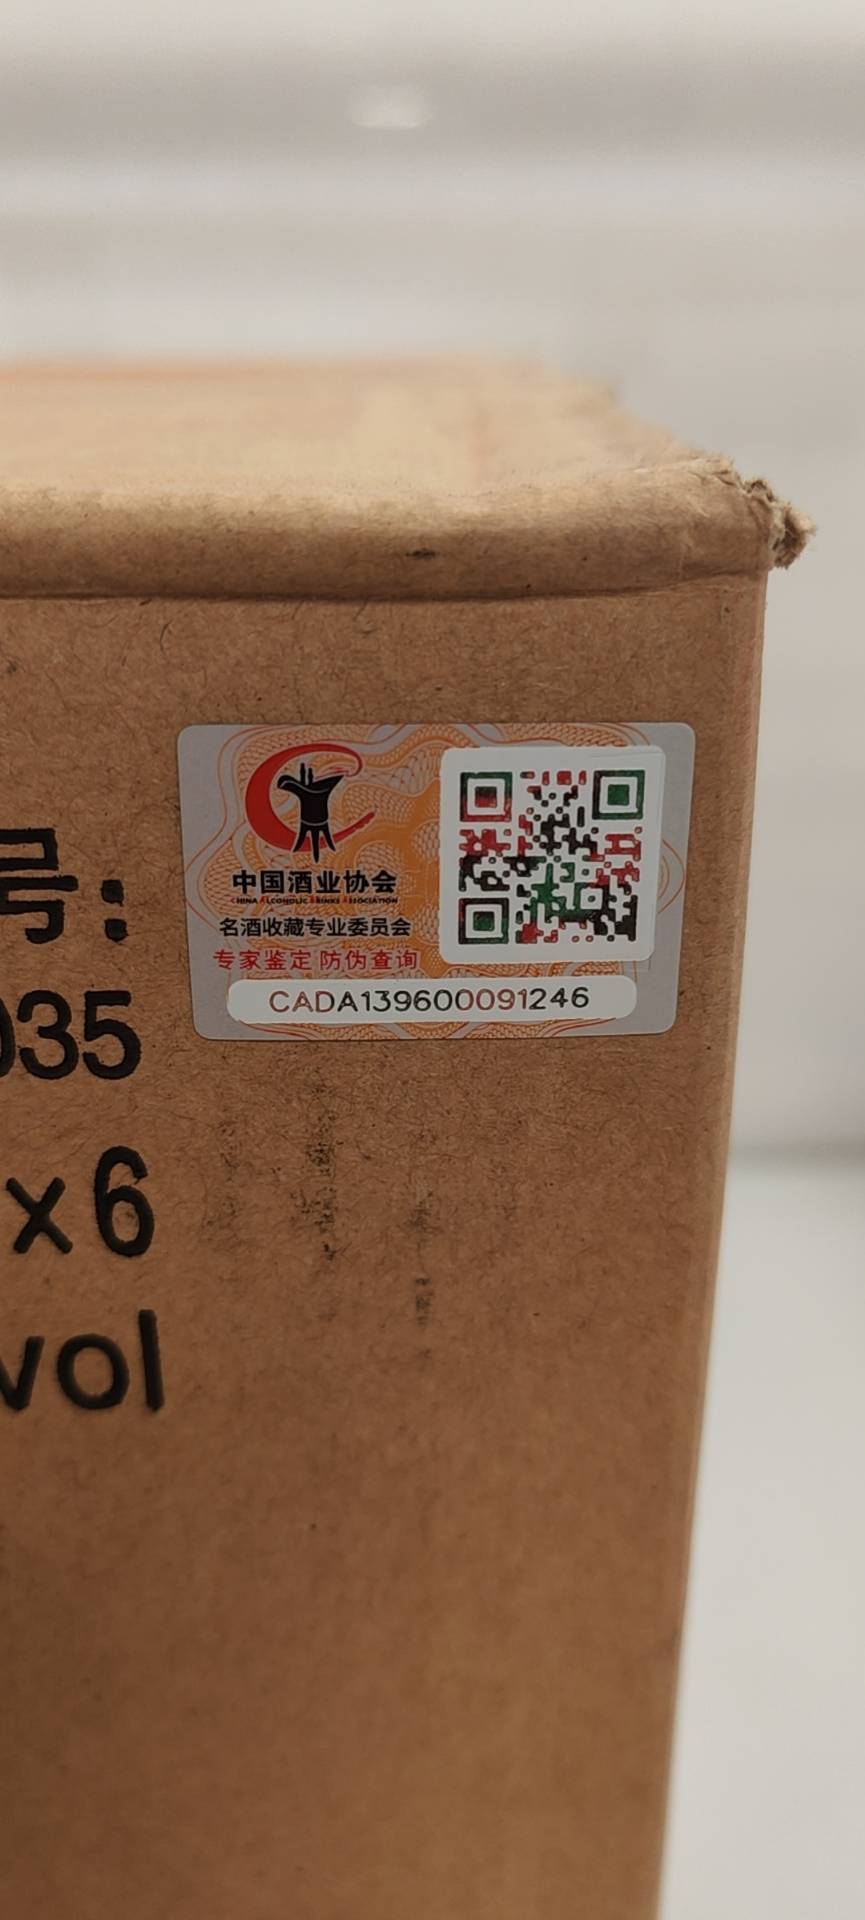 中国酒业协会
CHINA ALCOHOLIC DRINKS ASSOCIATION
名酒收藏专业委员会
专家鉴定 防伪查询
CADA139600091246
号:
035
x6
vol